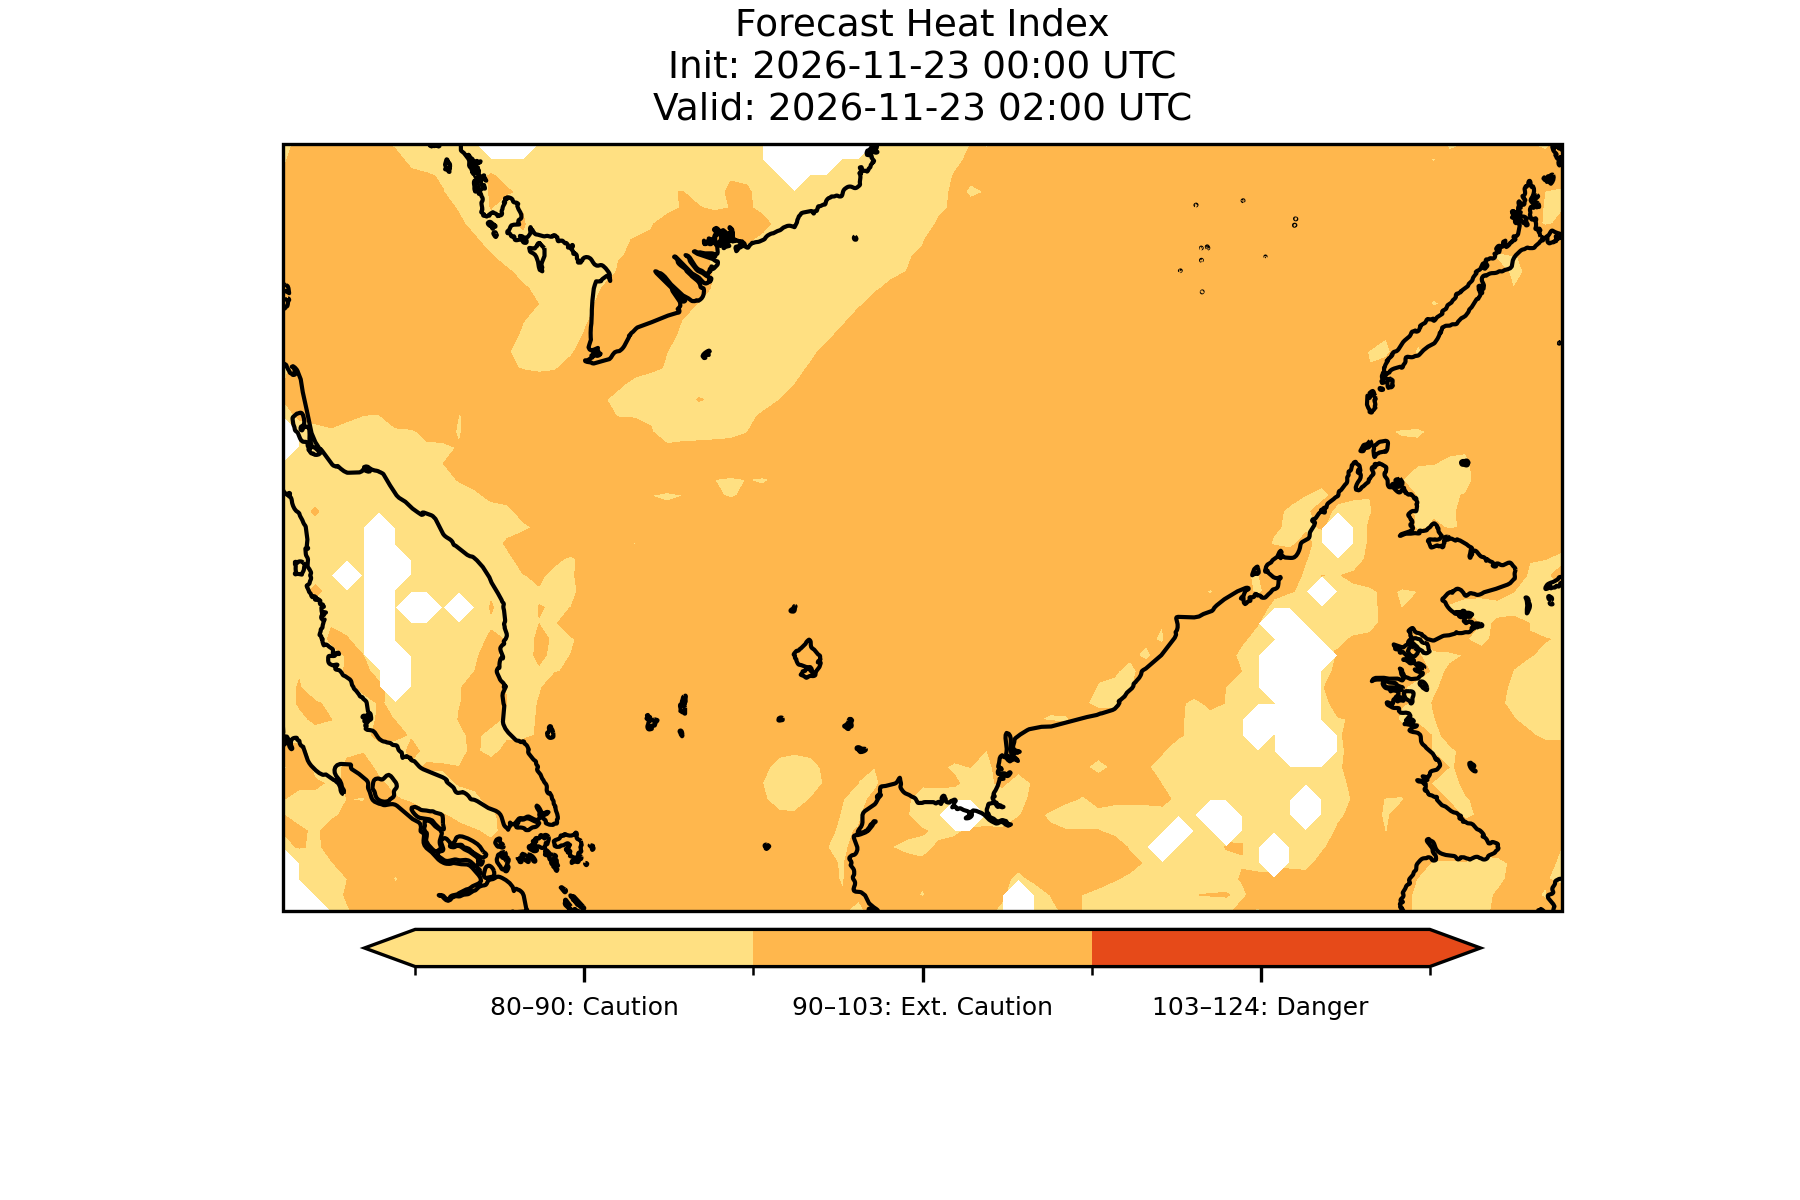 Forecast Heat Index
Init: 2026-11-23 00:00 UTC
Valid: 2026-11-23 02:00 UTC
80–90: Caution
90–103: Ext. Caution
103–124: Danger